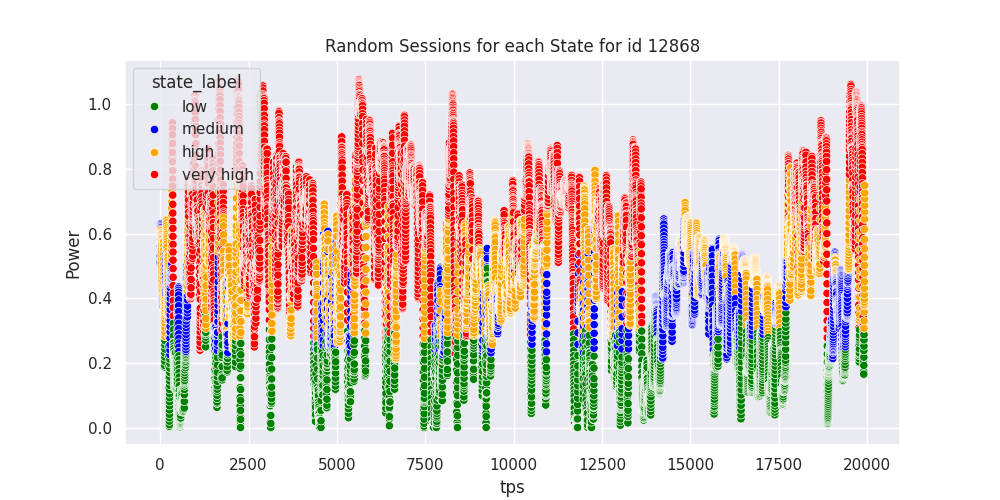 Random Sessions for each State for id 12868
state_label
low
medium
high
very high
Power
1.0
0.8
0.6
0.4
0.2
0.0
0 2500 5000 7500 10000 12500 15000 17500 20000
tps